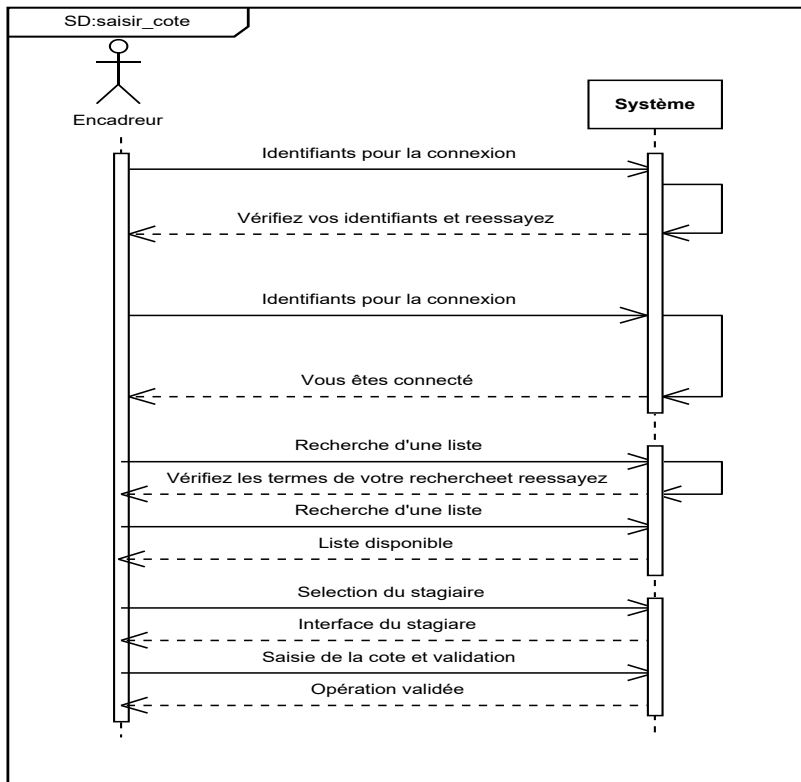 SD:saisir_cote
Encadreur
Système
Identifiants pour la connexion
Vérifiez vos identifiants et reessayez
Identifiants pour la connexion
Vous êtes connecté
Recherche d'une liste
Vérifiez les termes de votre rechercheet reessayez
Recherche d'une liste
Liste disponible
Selection du stagiaire
Interface du stagiare
Saisie de la cote et validation
Opération validée